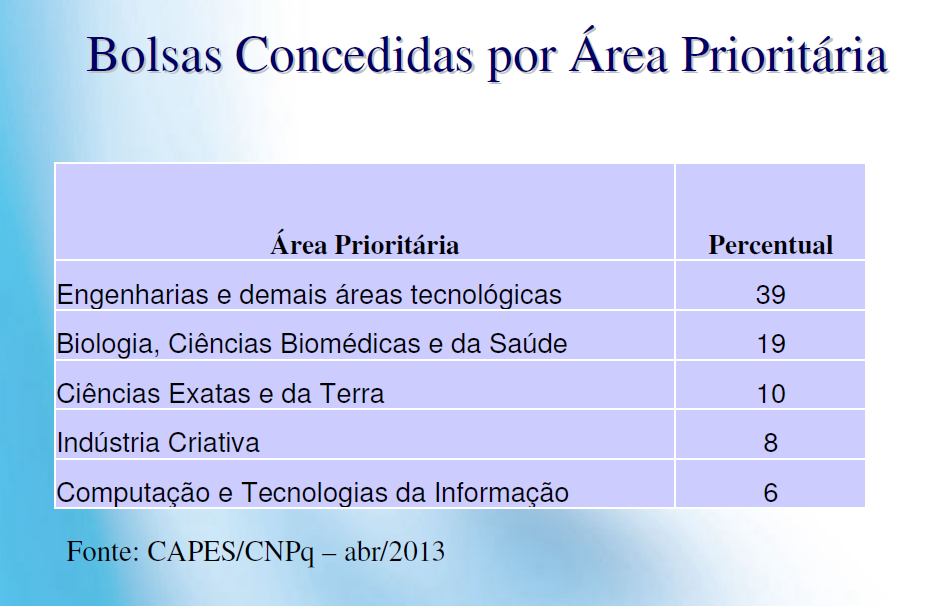 Bolsas Concedidas por Área Prioritária
Área Prioritária Percentual
Engenharias e demais áreas tecnológicas 39
Biologia, Ciências Biomédicas e da Saúde 19
Ciências Exatas e da Terra 10
Indústria Criativa 8
Computação e Tecnologias da Informação 6
Fonte: CAPES/CNPq – abr/2013